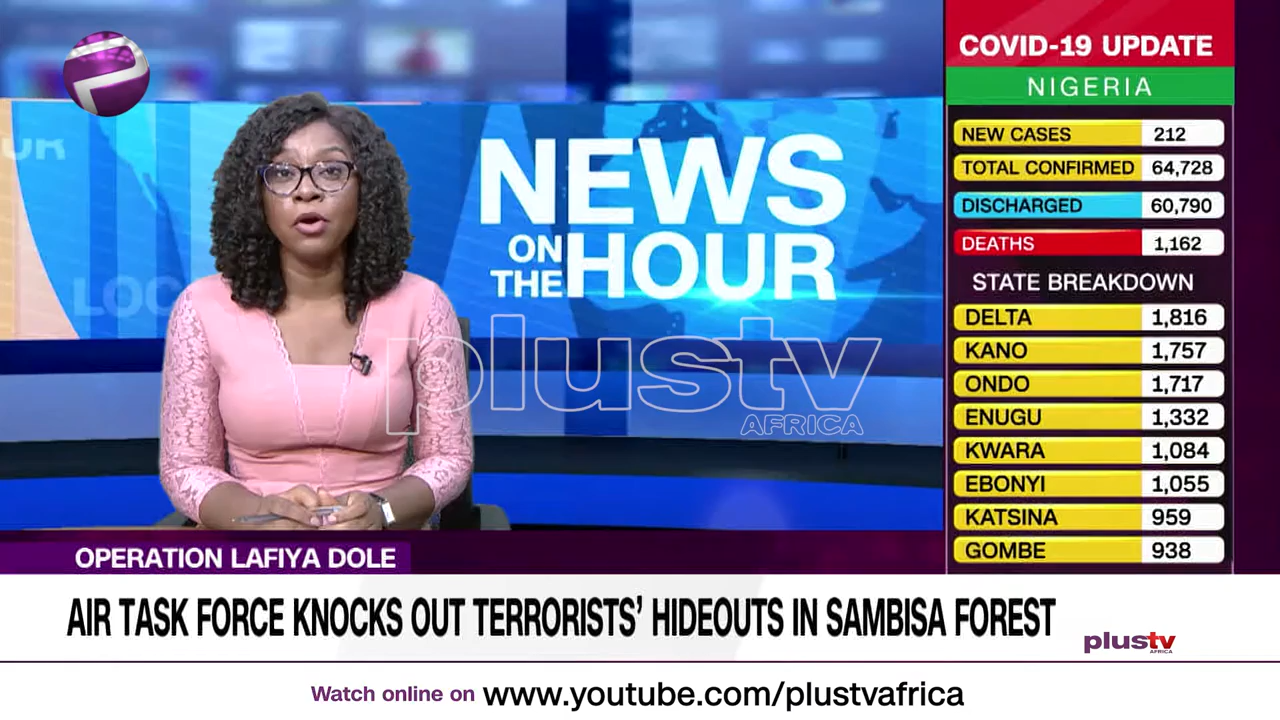 UR
LOC
NEWS
ON
THE
HOUR
plustv
AFRICA
COVID-19 UPDATE
NIGERIA
NEW CASES 212
TOTAL CONFIRMED 64,728
DISCHARGED 60,790
DEATHS 1,162
STATE BREAKDOWN
DELTA 1,816
KANO 1,757
ONDO 1,717
ENUGU 1,332
KWARA 1,084
EBONYI 1,055
KATSINA 959
GOMBE 938
OPERATION LAFIYA DOLE
AIR TASK FORCE KNOCKS OUT TERRORISTS’ HIDEOUTS IN SAMBISA FOREST
plustv
AFRICA
Watch online on www.youtube.com/plustvafrica